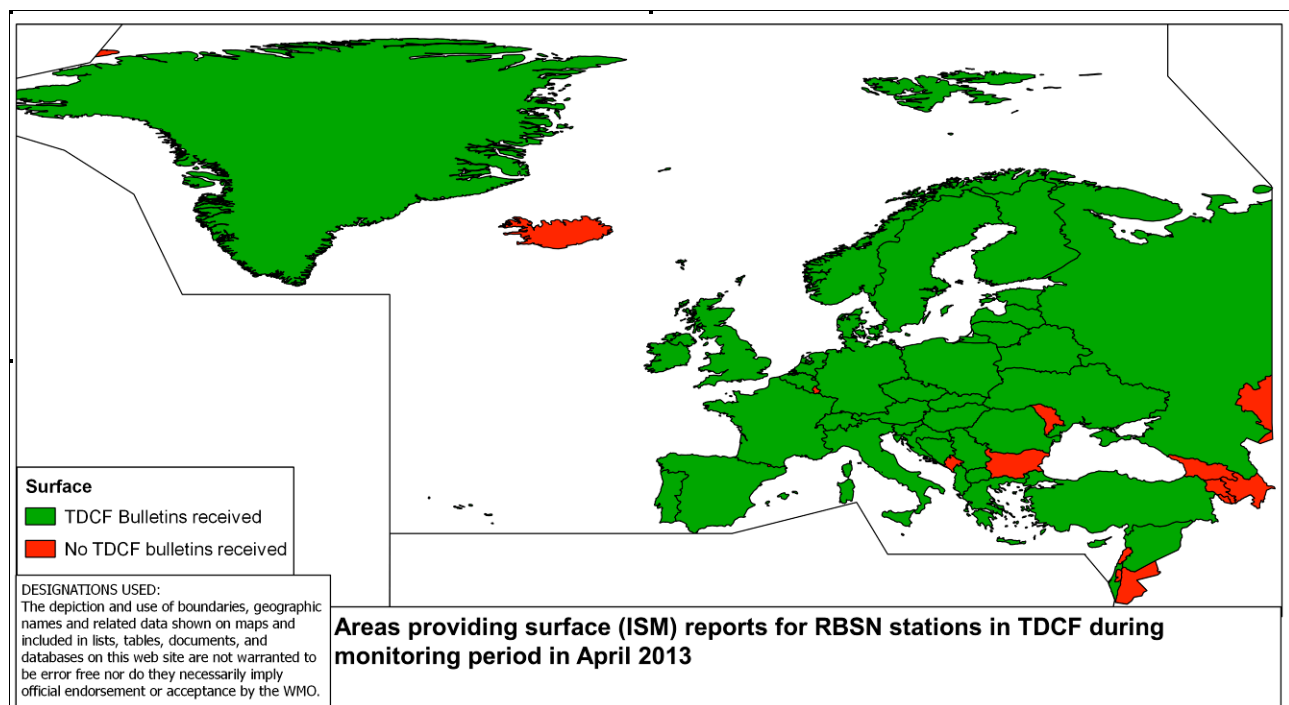 Surface
TDCF Bulletins received
No TDCF bulletins received
DESIGNATIONS USED:
The depiction and use of boundaries, geographic
names and related data shown on maps and
included in lists, tables, documents, and
databases on this web site are not warranted to
be error free nor do they necessarily imply
official endorsement or acceptance by the WMO.
Areas providing surface (ISM) reports for RBSN stations in TDCF during
monitoring period in April 2013